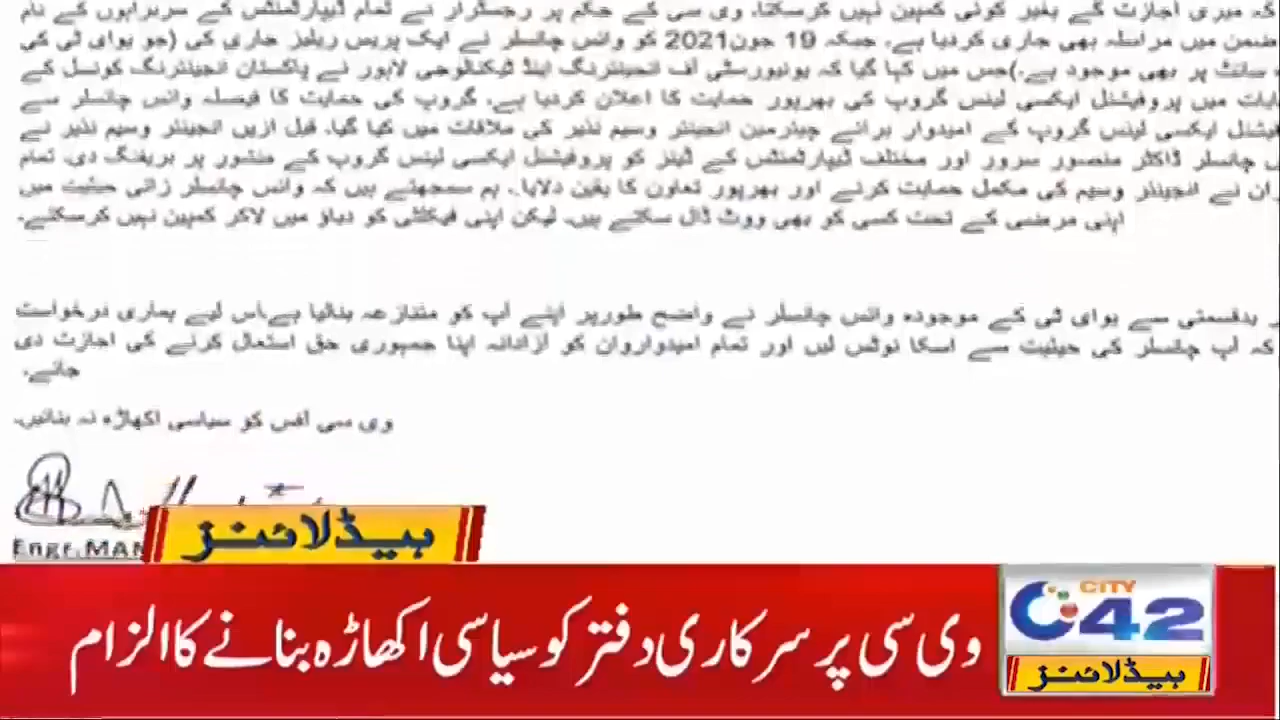 کہ میری اجازت کے بغیر کوئی کمپین نہیں کرسکتا۔ وی سی کے حکم پر رجسٹرار نے تمام ڈیپارٹمنٹس کے سربراہوں کے نام
ضمن میں مراسلہ بھی جاری کردیا ہے۔ جبکہ 19 جون2021 کو وائس چانسلر نے ایک پریس ریلیز جاری کی (جو یوای ٹی کی
سائٹ پر بھی موجود ہے۔)جس میں کہا گیا کہ یونیورسٹی آف انجینئرنگ اینڈ ٹیکنالوجی لاہور نے پاکستان انجینئرنگ کونسل کے
میں پروفیشنل ایکسی لینس گروپ کی بھرپور حمایت کا اعلان کردیا ہے۔ گروپ کی حمایت کا فیصلہ وائس چانسلر سے
ایکسی لینس گروپ کے امیدوار برائے چیئرمین انجینئر وسیم نذیر کی ملاقات میں کیا گیا۔ قبل ازیں انجینئر وسیم نذیر نے
چانسلر ڈاکٹر منصور سرور اور مختلف ڈیپارٹمنٹس کے ڈینز کو پروفیشنل ایکسی لینس گروپ کے منشور پر بریفنگ دی۔ تمام
نے انجینئر وسیم کی مکمل حمایت کرنے اور بھرپور تعاون کا یقین دلایا۔ ہم سمجھتے ہیں کہ وائس چانسلر زاتی حیثیت میں
اپنی مرضی کے تحت کسی کو بھی ووٹ ڈال سکتے ہیں۔ لیکن اپنی فیکلٹی کو دباؤ میں لاکر کمپین نہیں کرسکتے۔
بدقسمتی سے یوای ٹی کے موجودہ وائس چانسلر نے واضح طورپر اپنے آپ کو متنازعہ بنالیا ہے۔اس لیے ہماری درخواست
کہ آپ چانسلر کی حیثیت سے اسکا نوٹس لیں اور تمام امیدواروان کو آزادانہ اپنا جمہوری حق استعال کرنے کی اجازت دی
جائے۔
وی سی آفس کو سیاسی اکھاڑہ نہ بنائیں۔
Engr.MAN
ہیڈلائنز
وی سی پر سرکاری دفتر کو سیاسی اکھاڑہ بنانے کا الزام
CITY
42
ہیڈلائنز